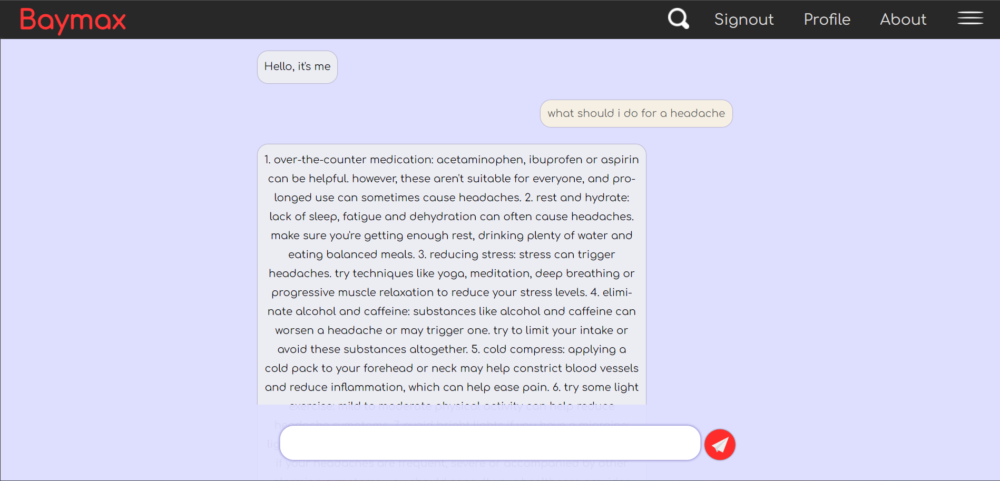 Baymax
Signout
Profile
About
Hello, it's me
what should i do for a headache
1. over-the-counter medication: acetaminophen, ibuprofen or aspirin
can be helpful. however, these aren't suitable for everyone, and pro-
longed use can sometimes cause headaches. 2. rest and hydrate:
lack of sleep, fatigue and dehydration can often cause headaches.
make sure you're getting enough rest, drinking plenty of water and
eating balanced meals. 3. reducing stress: stress can trigger
headaches. try techniques like yoga, meditation, deep breathing or
progressive muscle relaxation to reduce your stress levels. 4. elimi-
nate alcohol and caffeine: substances like alcohol and caffeine can
worsen a headache or may trigger one. try to limit your intake or
avoid these substances altogether. 5. cold compress: applying a
cold pack to your forehead or neck may help constrict blood vessels
and reduce inflammation, which can help ease pain. 6. try some light
exercise: mild to moderate physical activity can help reduce
headache symptoms. 7. avoid bright lights if you have a migraine:
if your headaches are frequent, severe or accompanied by other